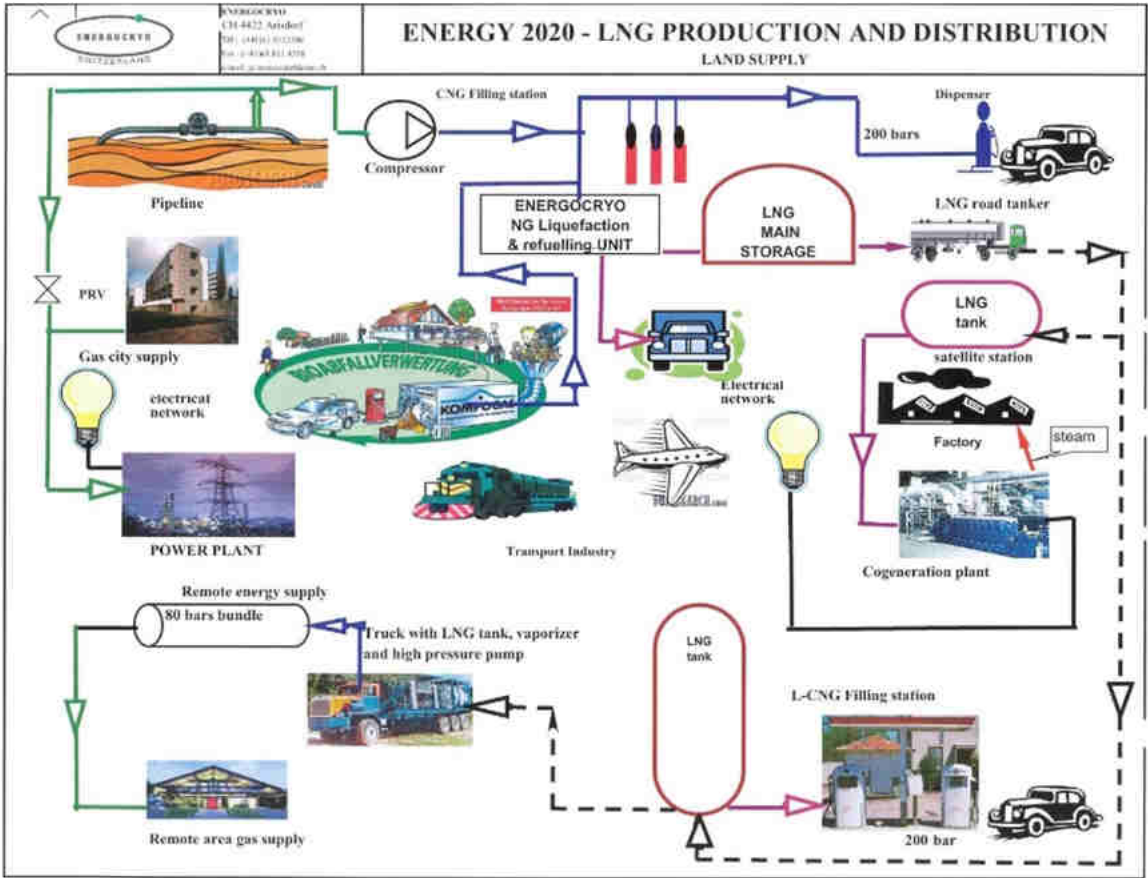 ENERGOCRYO
SWITZERLAND
ENERGOCRYO
CH-4422 Arisdorf
ENERGY 2020 - LNG PRODUCTION AND DISTRIBUTION
LAND SUPPLY
CNG Filling station
Dispenser
200 bars
Compressor
Pipeline
ENERGOCRYO
NG Liquefaction
& refuelling UNIT
LNG
MAIN
STORAGE
LNG road tanker
PRV
LNG
tank
Gas city supply
satellite station
BIOABFALLVERWERTUNG
KOMPOGAS
electrical
network
Electrical
network
Factory
steam
POWER PLANT
Transport Industry
Cogeneration plant
Remote energy supply
80 bars bundle
Truck with LNG tank, vaporizer
and high pressure pump
LNG
tank
L-CNG Filling station
Remote area gas supply
200 bar